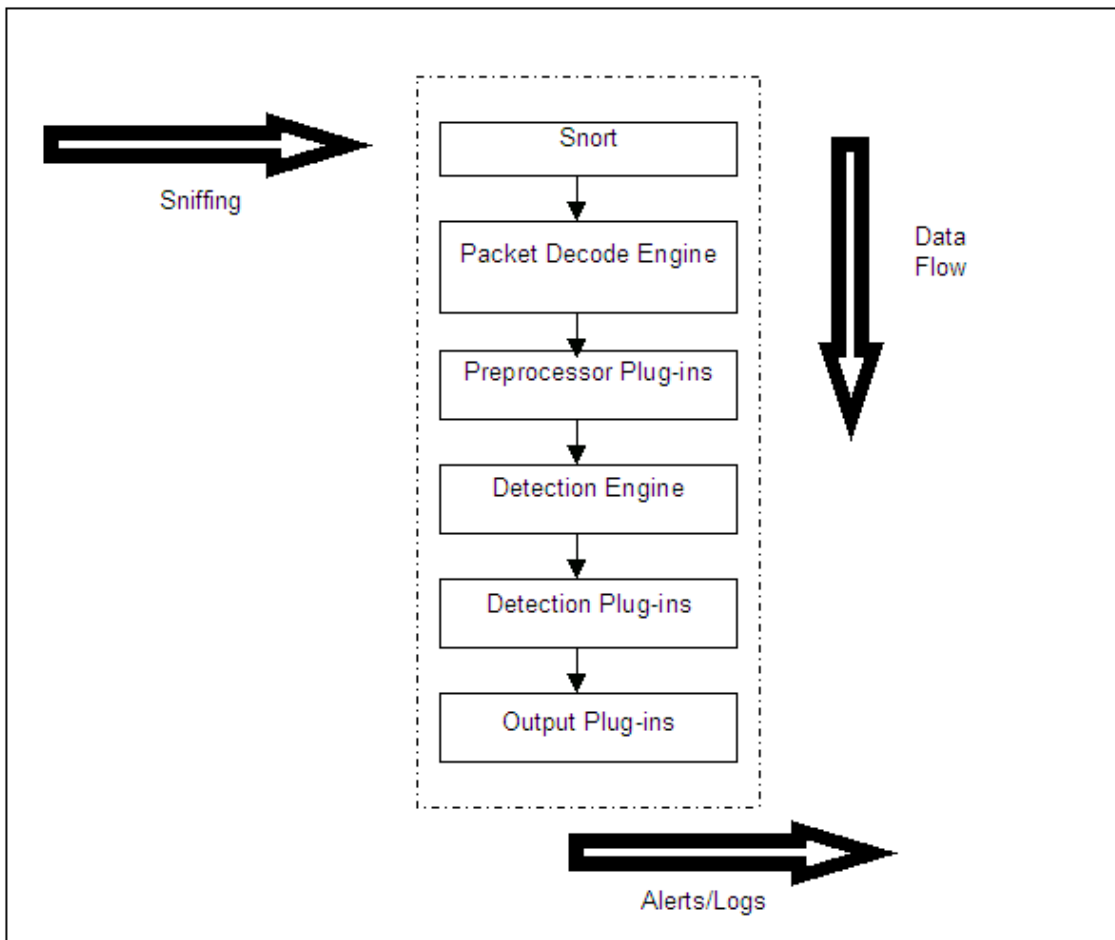 Snort
Sniffing
Packet Decode Engine
Data
Flow
Preprocessor Plug-ins
Detection Engine
Detection Plug-ins
Output Plug-ins
Alerts/Logs